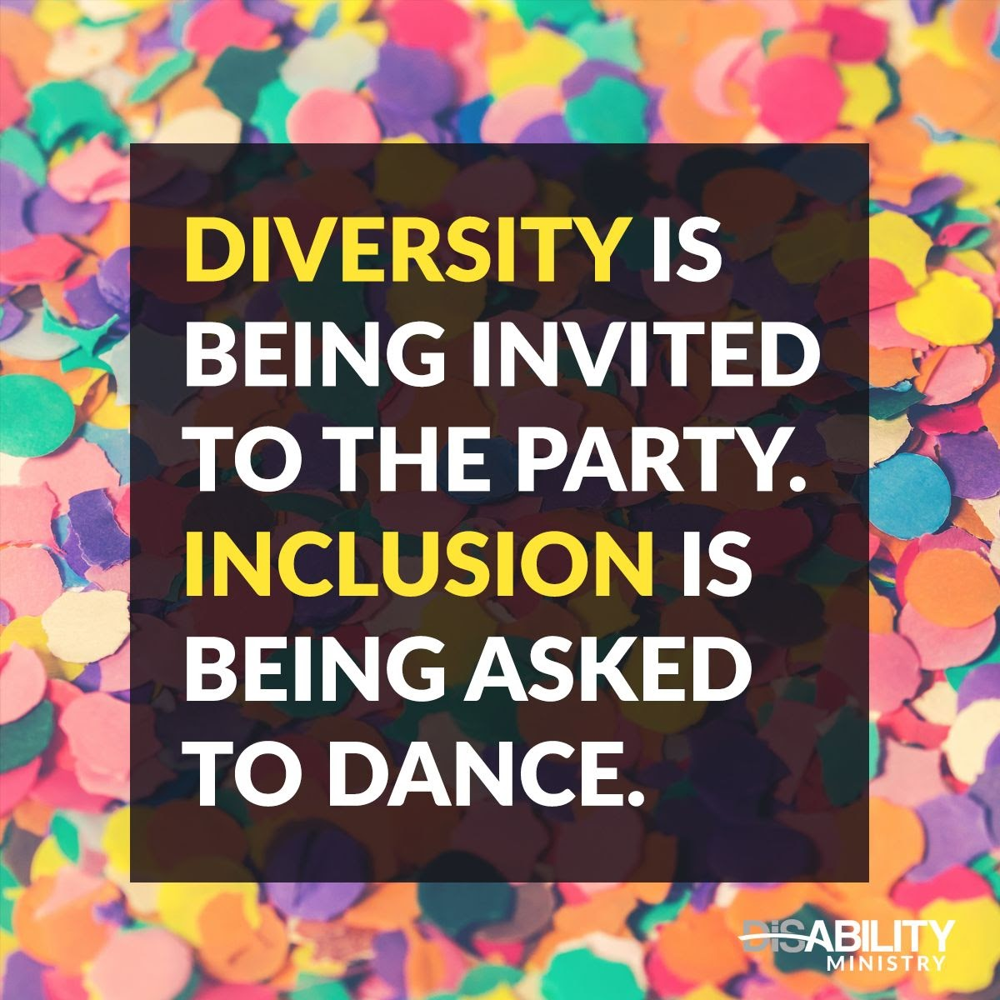 DIVERSITY IS
BEING INVITED
TO THE PARTY.
INCLUSION IS
BEING ASKED
TO DANCE.
DiSABILITY
MINISTRY